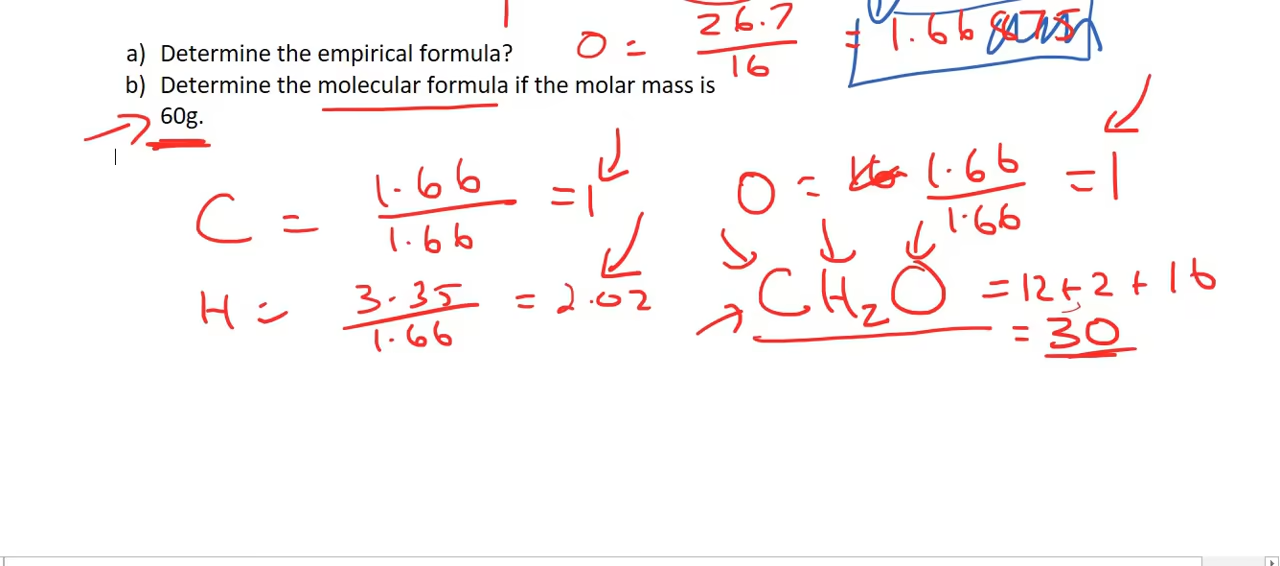 O = 26.7 / 16 = 1.66
a) Determine the empirical formula?
b) Determine the molecular formula if the molar mass is
60g.
C = 1.66 / 1.66 = 1
O = 1.66 / 1.66 = 1
H = 3.35 / 1.66 = 2.02
CH2O = 12 + 2 + 16
= 30